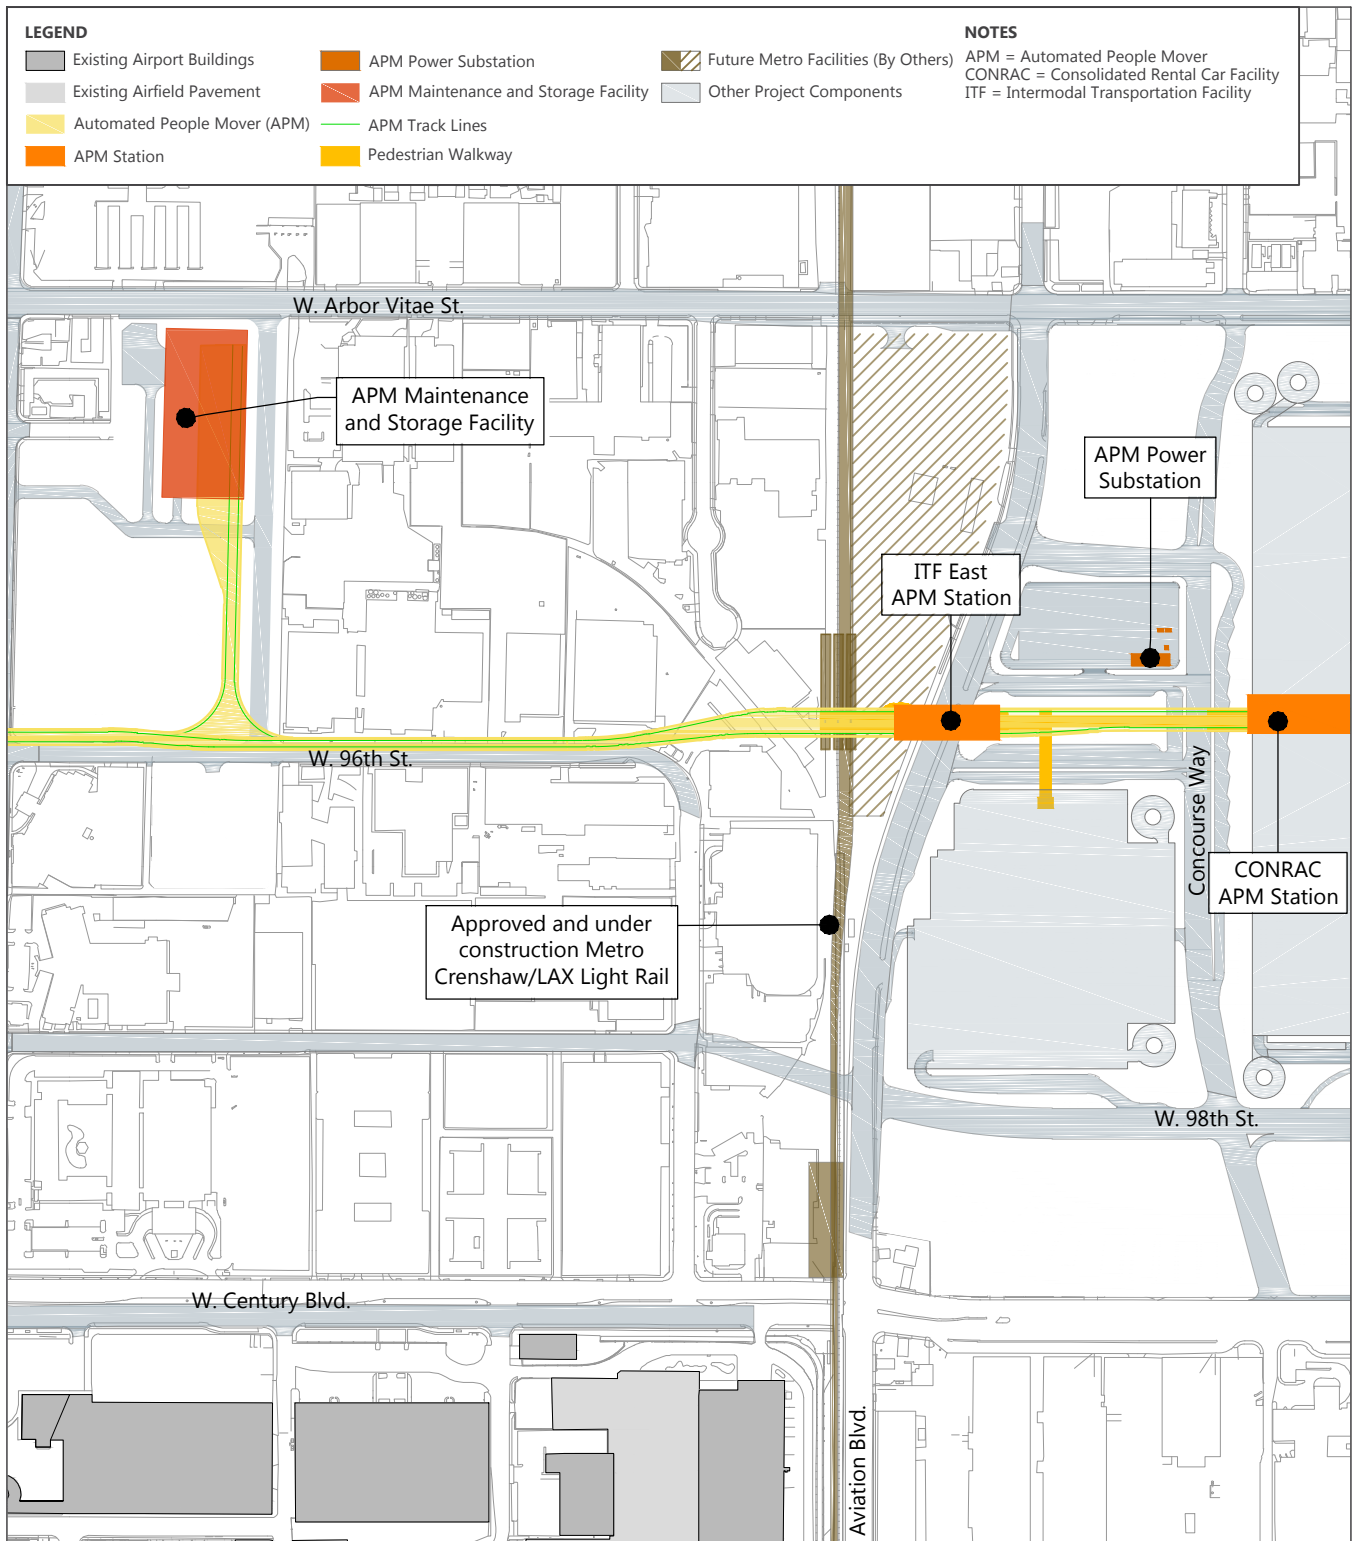 LEGEND
Existing Airport Buildings
Existing Airfield Pavement
Automated People Mover (APM)
APM Station
APM Power Substation
APM Maintenance and Storage Facility
APM Track Lines
Pedestrian Walkway
Future Metro Facilities (By Others)
Other Project Components
NOTES
APM = Automated People Mover
CONRAC = Consolidated Rental Car Facility
ITF = Intermodal Transportation Facility
W. Arbor Vitae St.
APM Maintenance
and Storage Facility
APM Power
Substation
ITF East
APM Station
W. 96th St.
Concourse Way
CONRAC
APM Station
Approved and under
construction Metro
Crenshaw/LAX Light Rail
W. 98th St.
W. Century Blvd.
Aviation Blvd.